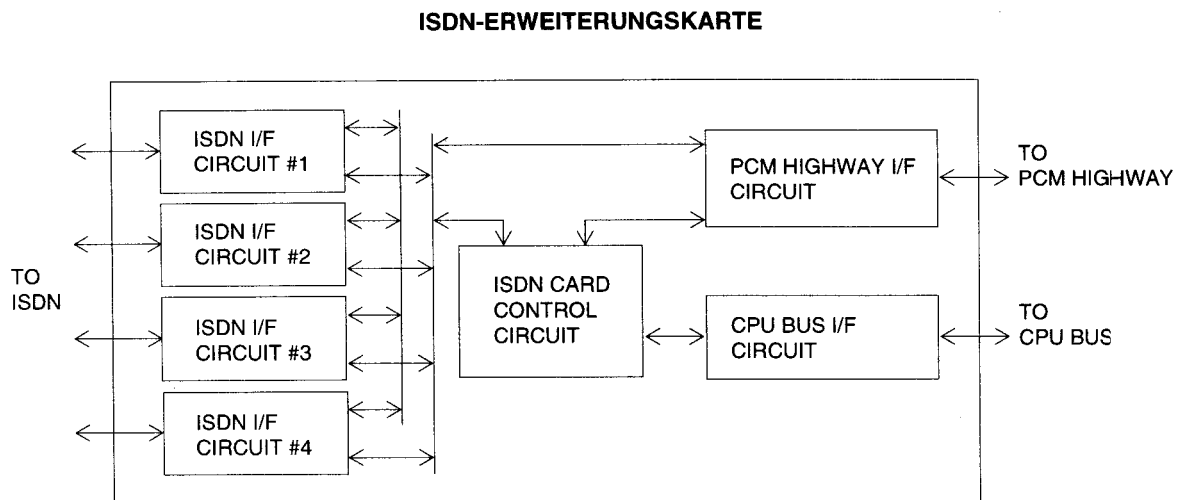 ISDN-ERWEITERUNGSKARTE
ISDN I/F
CIRCUIT #1
ISDN I/F
CIRCUIT #2
TO
ISDN
ISDN I/F
CIRCUIT #3
ISDN I/F
CIRCUIT #4
ISDN CARD
CONTROL
CIRCUIT
PCM HIGHWAY I/F
CIRCUIT
TO
PCM HIGHWAY
CPU BUS I/F
CIRCUIT
TO
CPU BUS